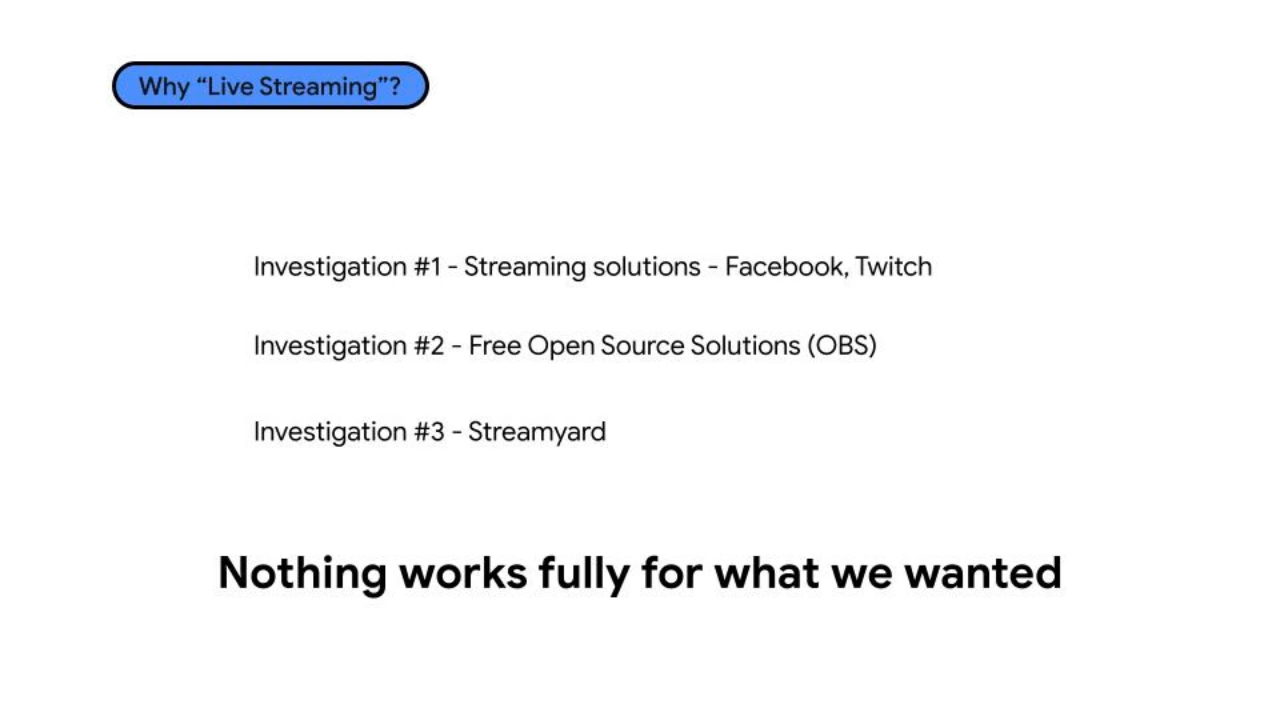 Why “Live Streaming”?
Investigation #1 - Streaming solutions - Facebook, Twitch
Investigation #2 - Free Open Source Solutions (OBS)
Investigation #3 - Streamyard
Nothing works fully for what we wanted